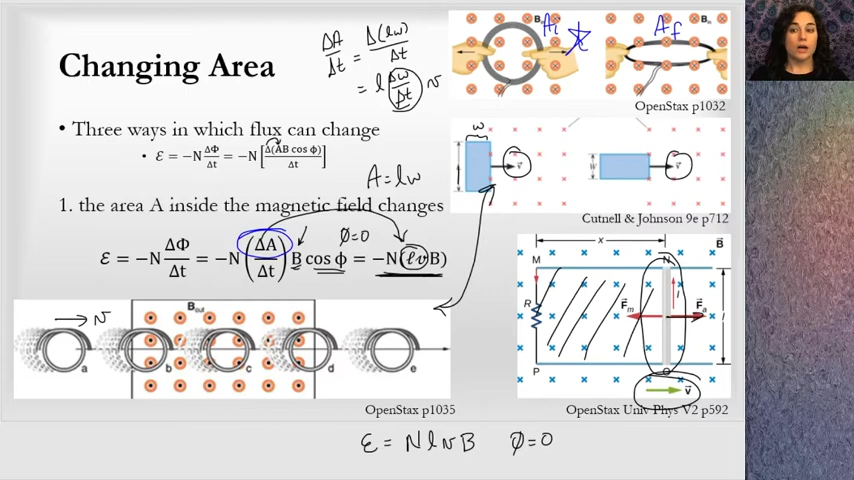 Changing Area
ΔA/Δt = Δ(lw)/Δt
= l Δw/Δt v
B
Ai
Af
OpenStax p1032
• Three ways in which flux can change
• ℰ = −N ΔΦ/Δt = −N [Δ(AB cos ϕ)/Δt]
w
v
W
v
A = lw
Cutnell & Johnson 9e p712
1. the area A inside the magnetic field changes
ϕ=0
ℰ = −N ΔΦ/Δt = −N (ΔA/Δt) B cos ϕ = −N(ℓvB)
x
B
M
N
R
I
Fm
Fa
l
P
O
v
v
Bout
a
b
c
d
e
OpenStax p1035
OpenStax Univ Phys V2 p592
ℰ = N l v B ϕ=0